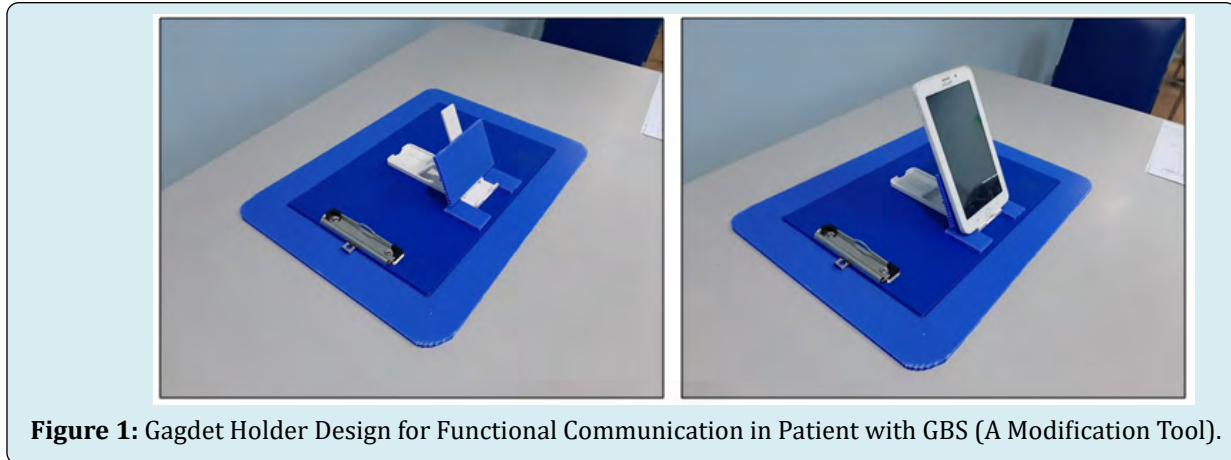 Figure 1: Gagdet Holder Design for Functional Communication in Patient with GBS (A Modification Tool).